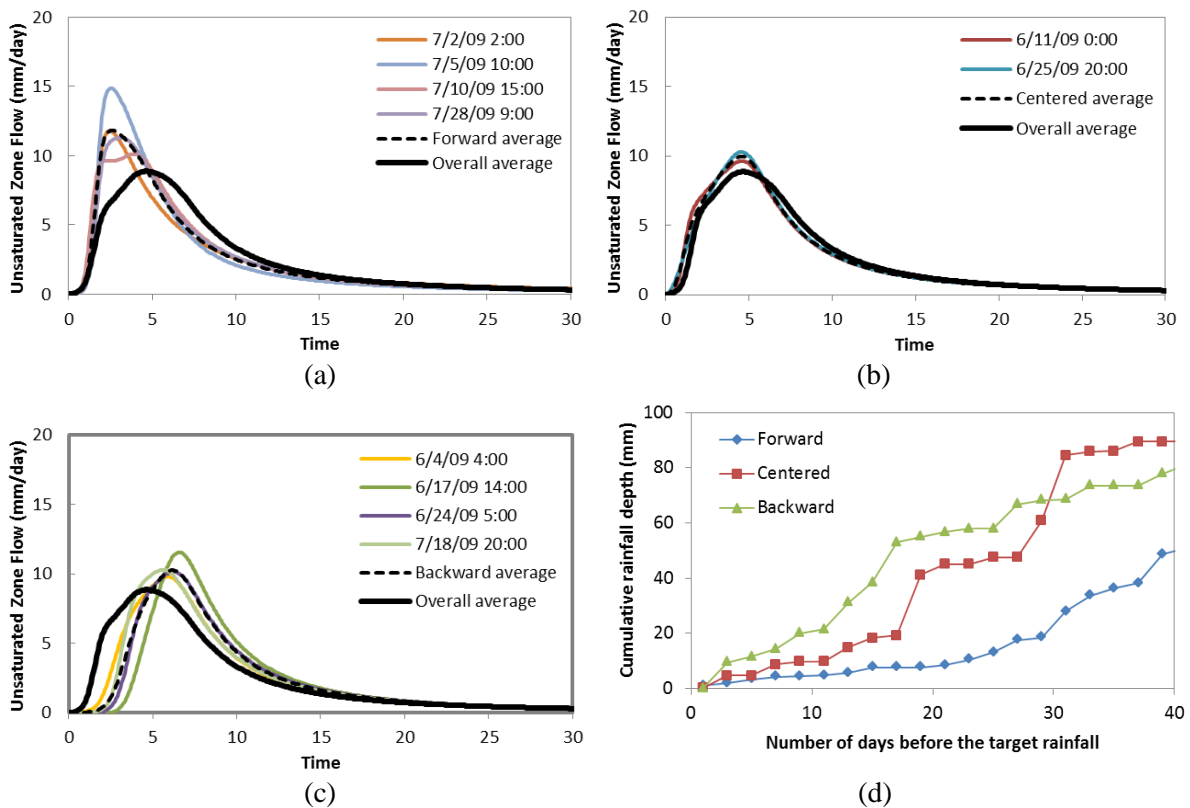 20
15
10
5
0
Unsaturated Zone Flow (mm/day)
7/2/09 2:00
7/5/09 10:00
7/10/09 15:00
7/28/09 9:00
Forward average
Overall average
0 5 10 15 20 25 30
Time
(a)
20
15
10
5
0
Unsaturated Zone Flow (mm/day)
6/11/09 0:00
6/25/09 20:00
Centered average
Overall average
0 5 10 15 20 25 30
Time
(b)
20
15
10
5
0
Unsaturated Zone Flow (mm/day)
6/4/09 4:00
6/17/09 14:00
6/24/09 5:00
7/18/09 20:00
Backward average
Overall average
0 5 10 15 20 25 30
Time
(c)
100
80
60
40
20
0
Cumulative rainfall depth (mm)
Forward
Centered
Backward
0 10 20 30 40
Number of days before the target rainfall
(d)